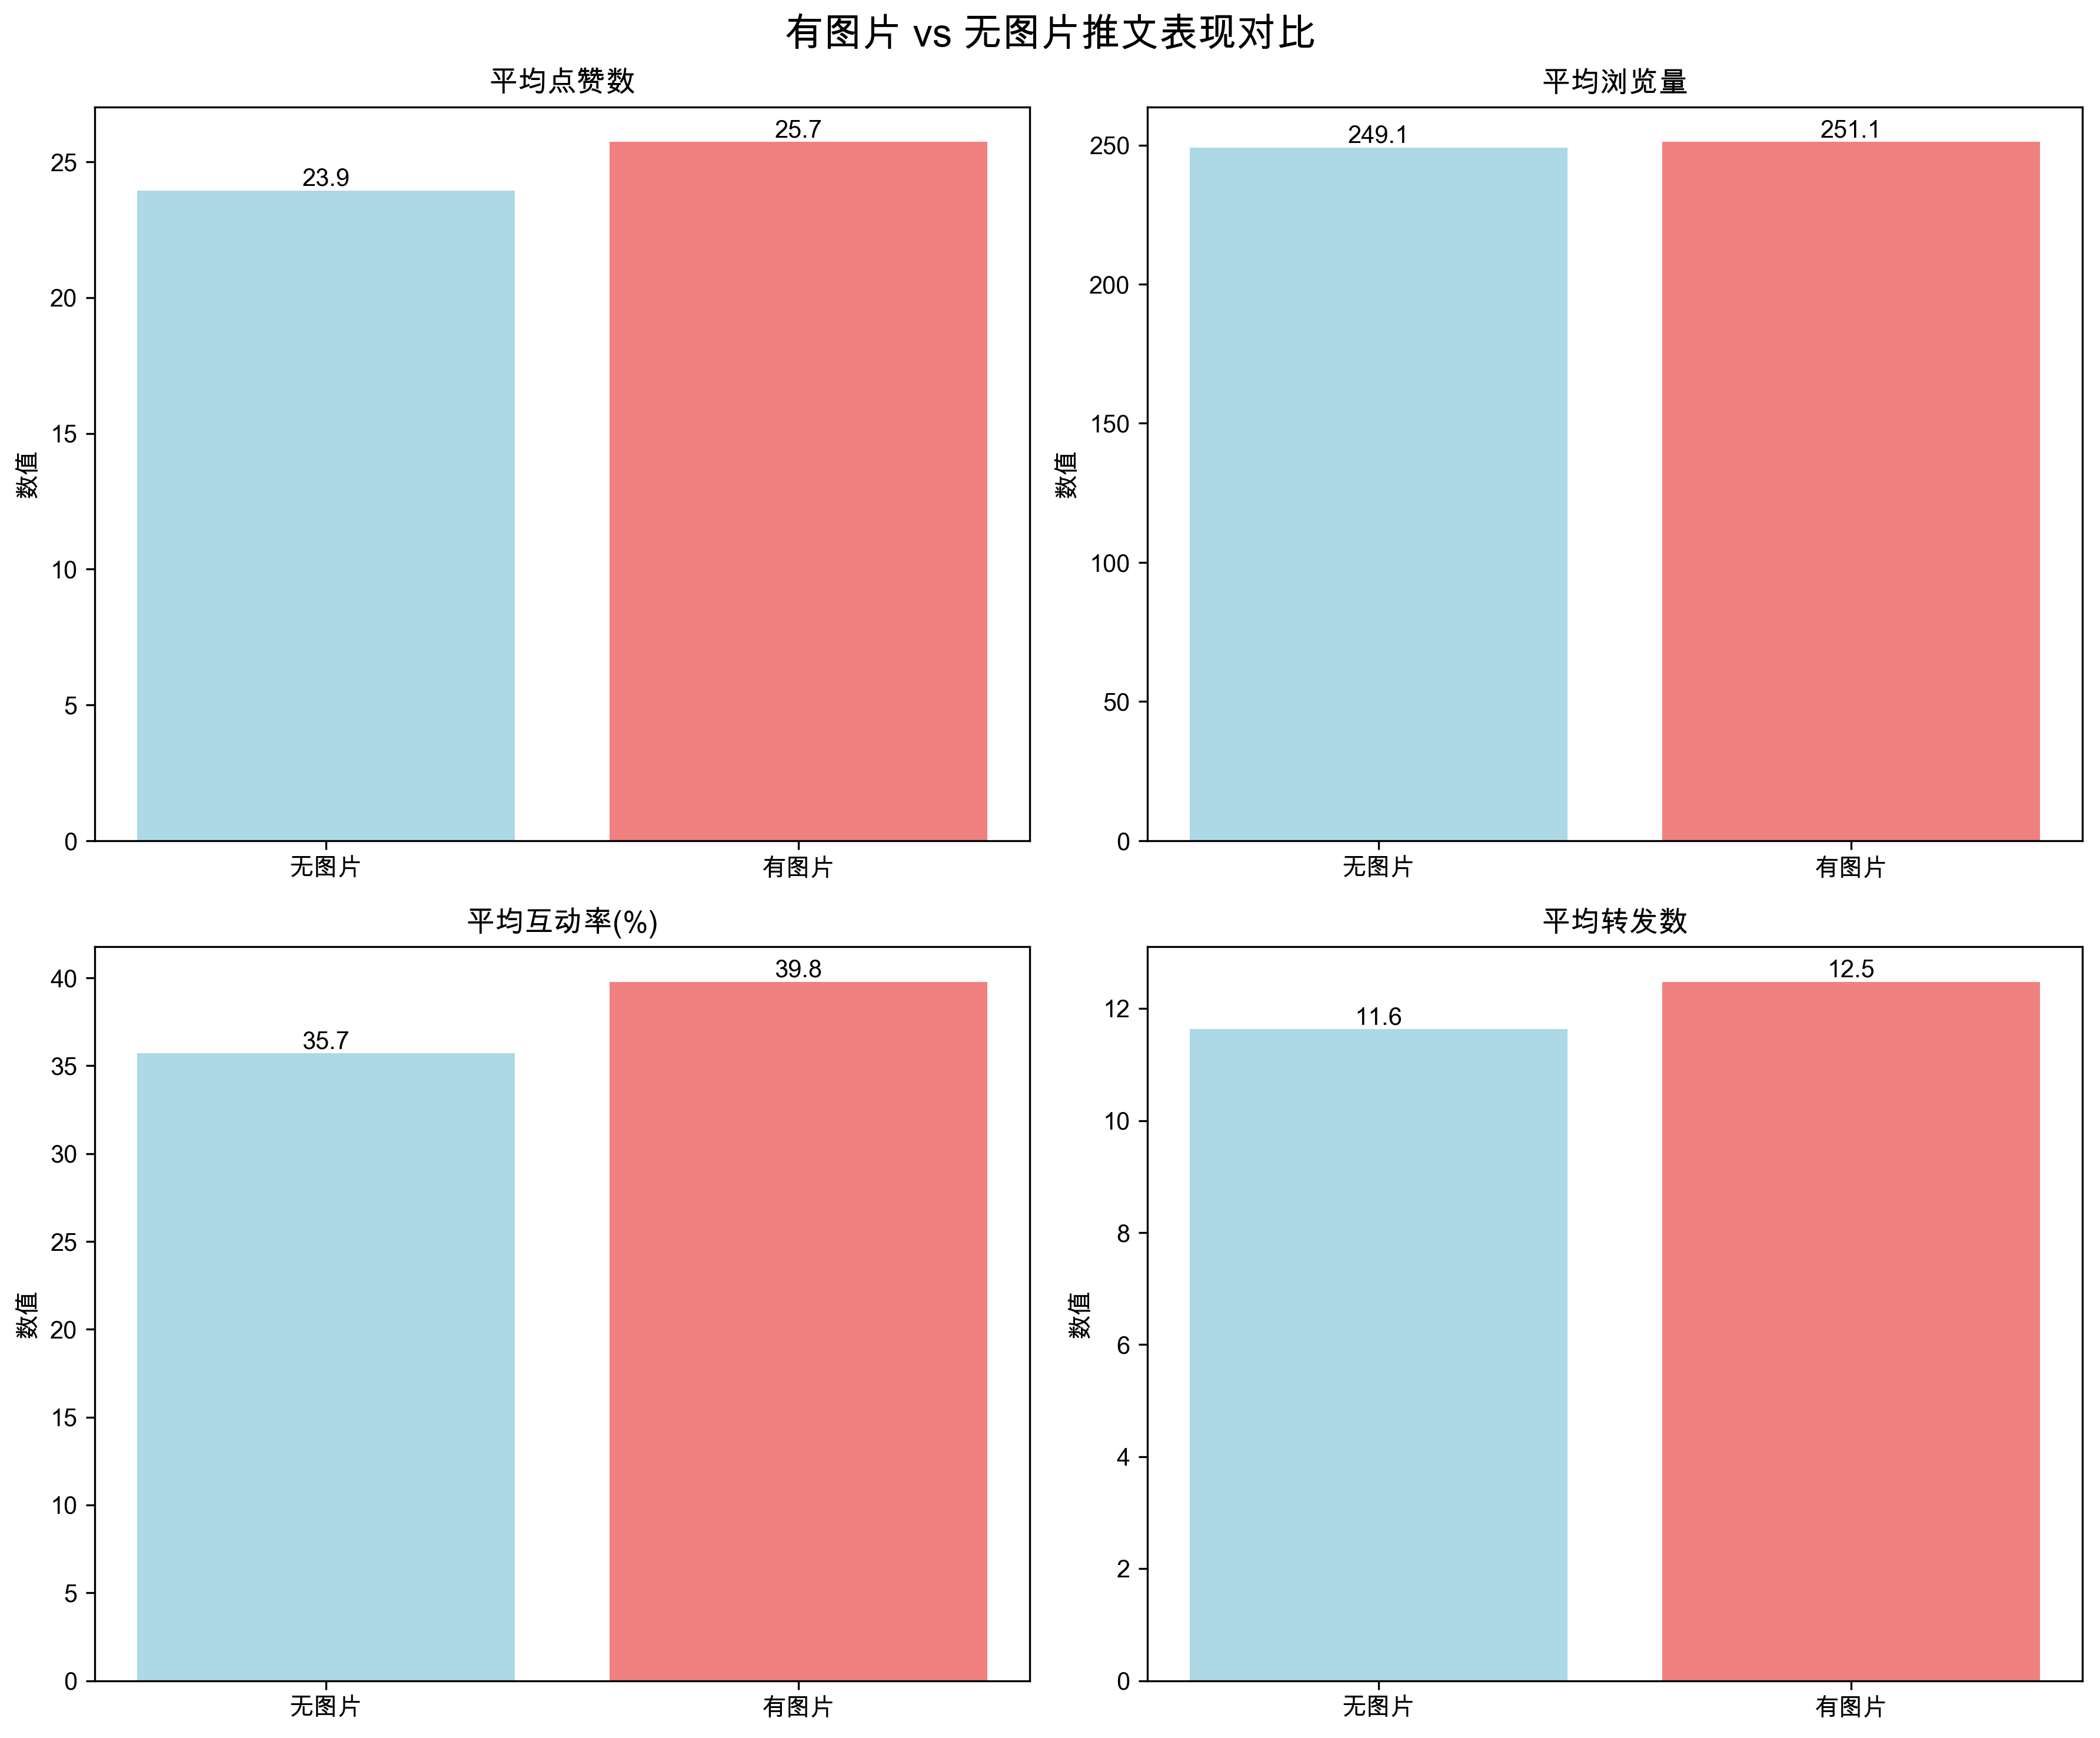 有图片 vs 无图片推文表现对比
平均点赞数
25
20
15
10
5
0
数值
23.9
25.7
无图片
有图片
平均浏览量
250
200
150
100
50
0
数值
249.1
251.1
无图片
有图片
平均互动率(%)
40
35
30
25
20
15
10
5
0
数值
35.7
39.8
无图片
有图片
平均转发数
12
10
8
6
4
2
0
数值
11.6
12.5
无图片
有图片